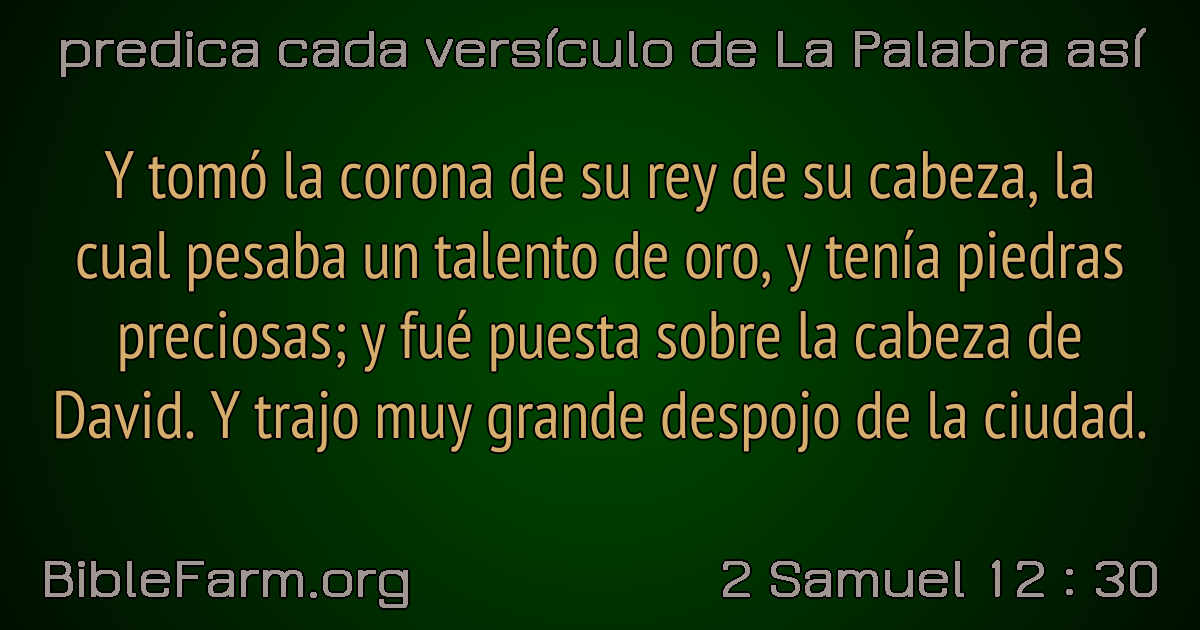 predica cada versículo de La Palabra así
Y tomó la corona de su rey de su cabeza, la
cual pesaba un talento de oro, y tenía piedras
preciosas; y fué puesta sobre la cabeza de
David. Y trajo muy grande despojo de la ciudad.
BibleFarm.org
2 Samuel 12 : 30